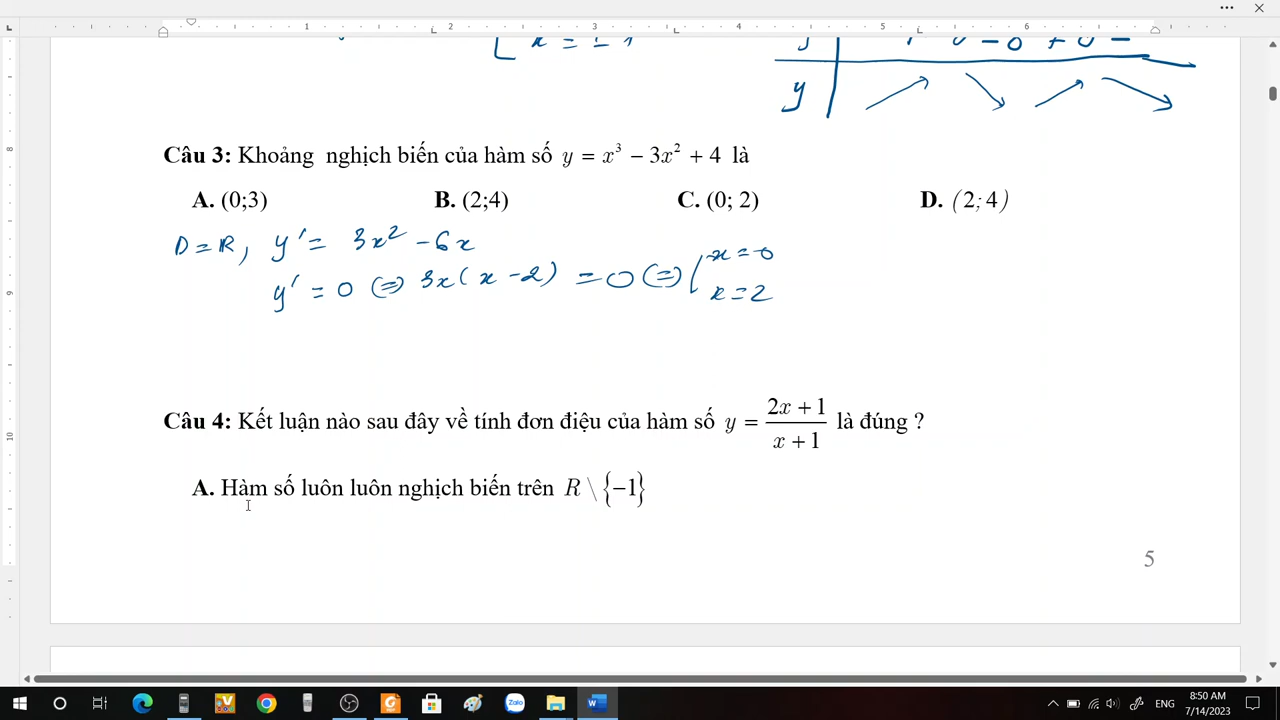 y
Câu 3: Khoảng nghịch biến của hàm số y = x³ − 3x² + 4 là
A. (0;3) B. (2;4) C. (0; 2) D. (2; 4)
D = R, y' = 3x² − 6x
y' = 0 (=) 3x(x − 2) = 0 (=) [ x = 0
x = 2
Câu 4: Kết luận nào sau đây về tính đơn điệu của hàm số y = (2x + 1)/(x + 1) là đúng ?
A. Hàm số luôn luôn nghịch biến trên R \ {−1}
5
Zalo
ENG
8:50 AM
7/14/2023